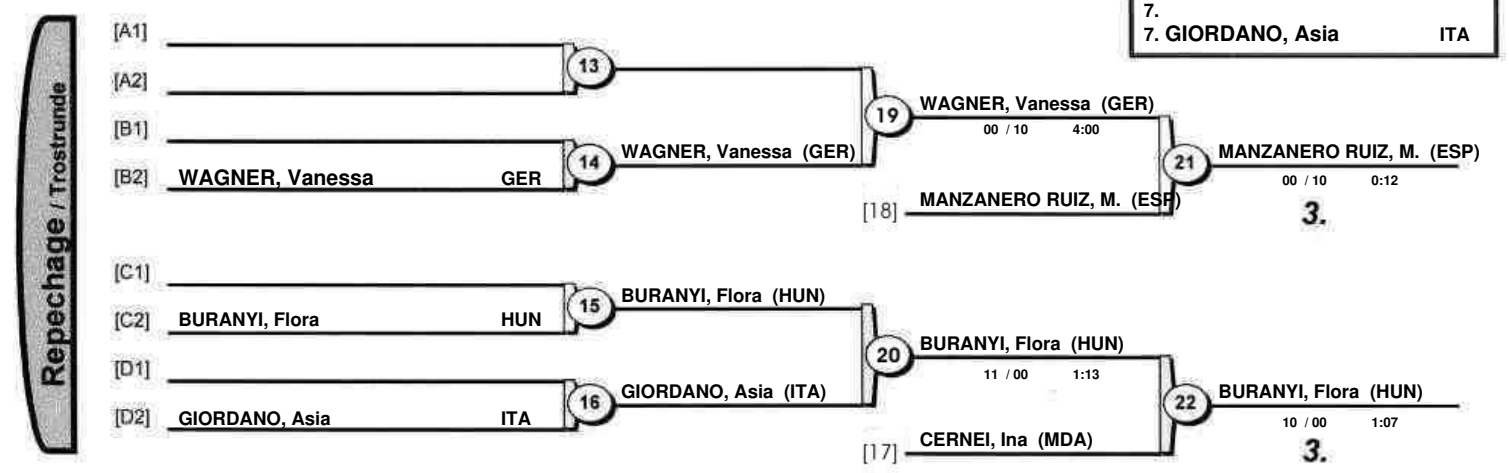 7.
7. GIORDANO, Asia ITA
Repechage / Trostrunde
[A1]
13
[A2]
[B1]
14
[B2] WAGNER, Vanessa GER
WAGNER, Vanessa (GER)
19
WAGNER, Vanessa (GER)
00 / 10 4:00
[18] MANZANERO RUIZ, M. (ESP)
21
MANZANERO RUIZ, M. (ESP)
00 / 10 0:12
3.
[C1]
15
[C2] BURANYI, Flora HUN
BURANYI, Flora (HUN)
[D1]
16
[D2] GIORDANO, Asia ITA
GIORDANO, Asia (ITA)
20
BURANYI, Flora (HUN)
11 / 00 1:13
[17] CERNEI, Ina (MDA)
22
BURANYI, Flora (HUN)
10 / 00 1:07
3.